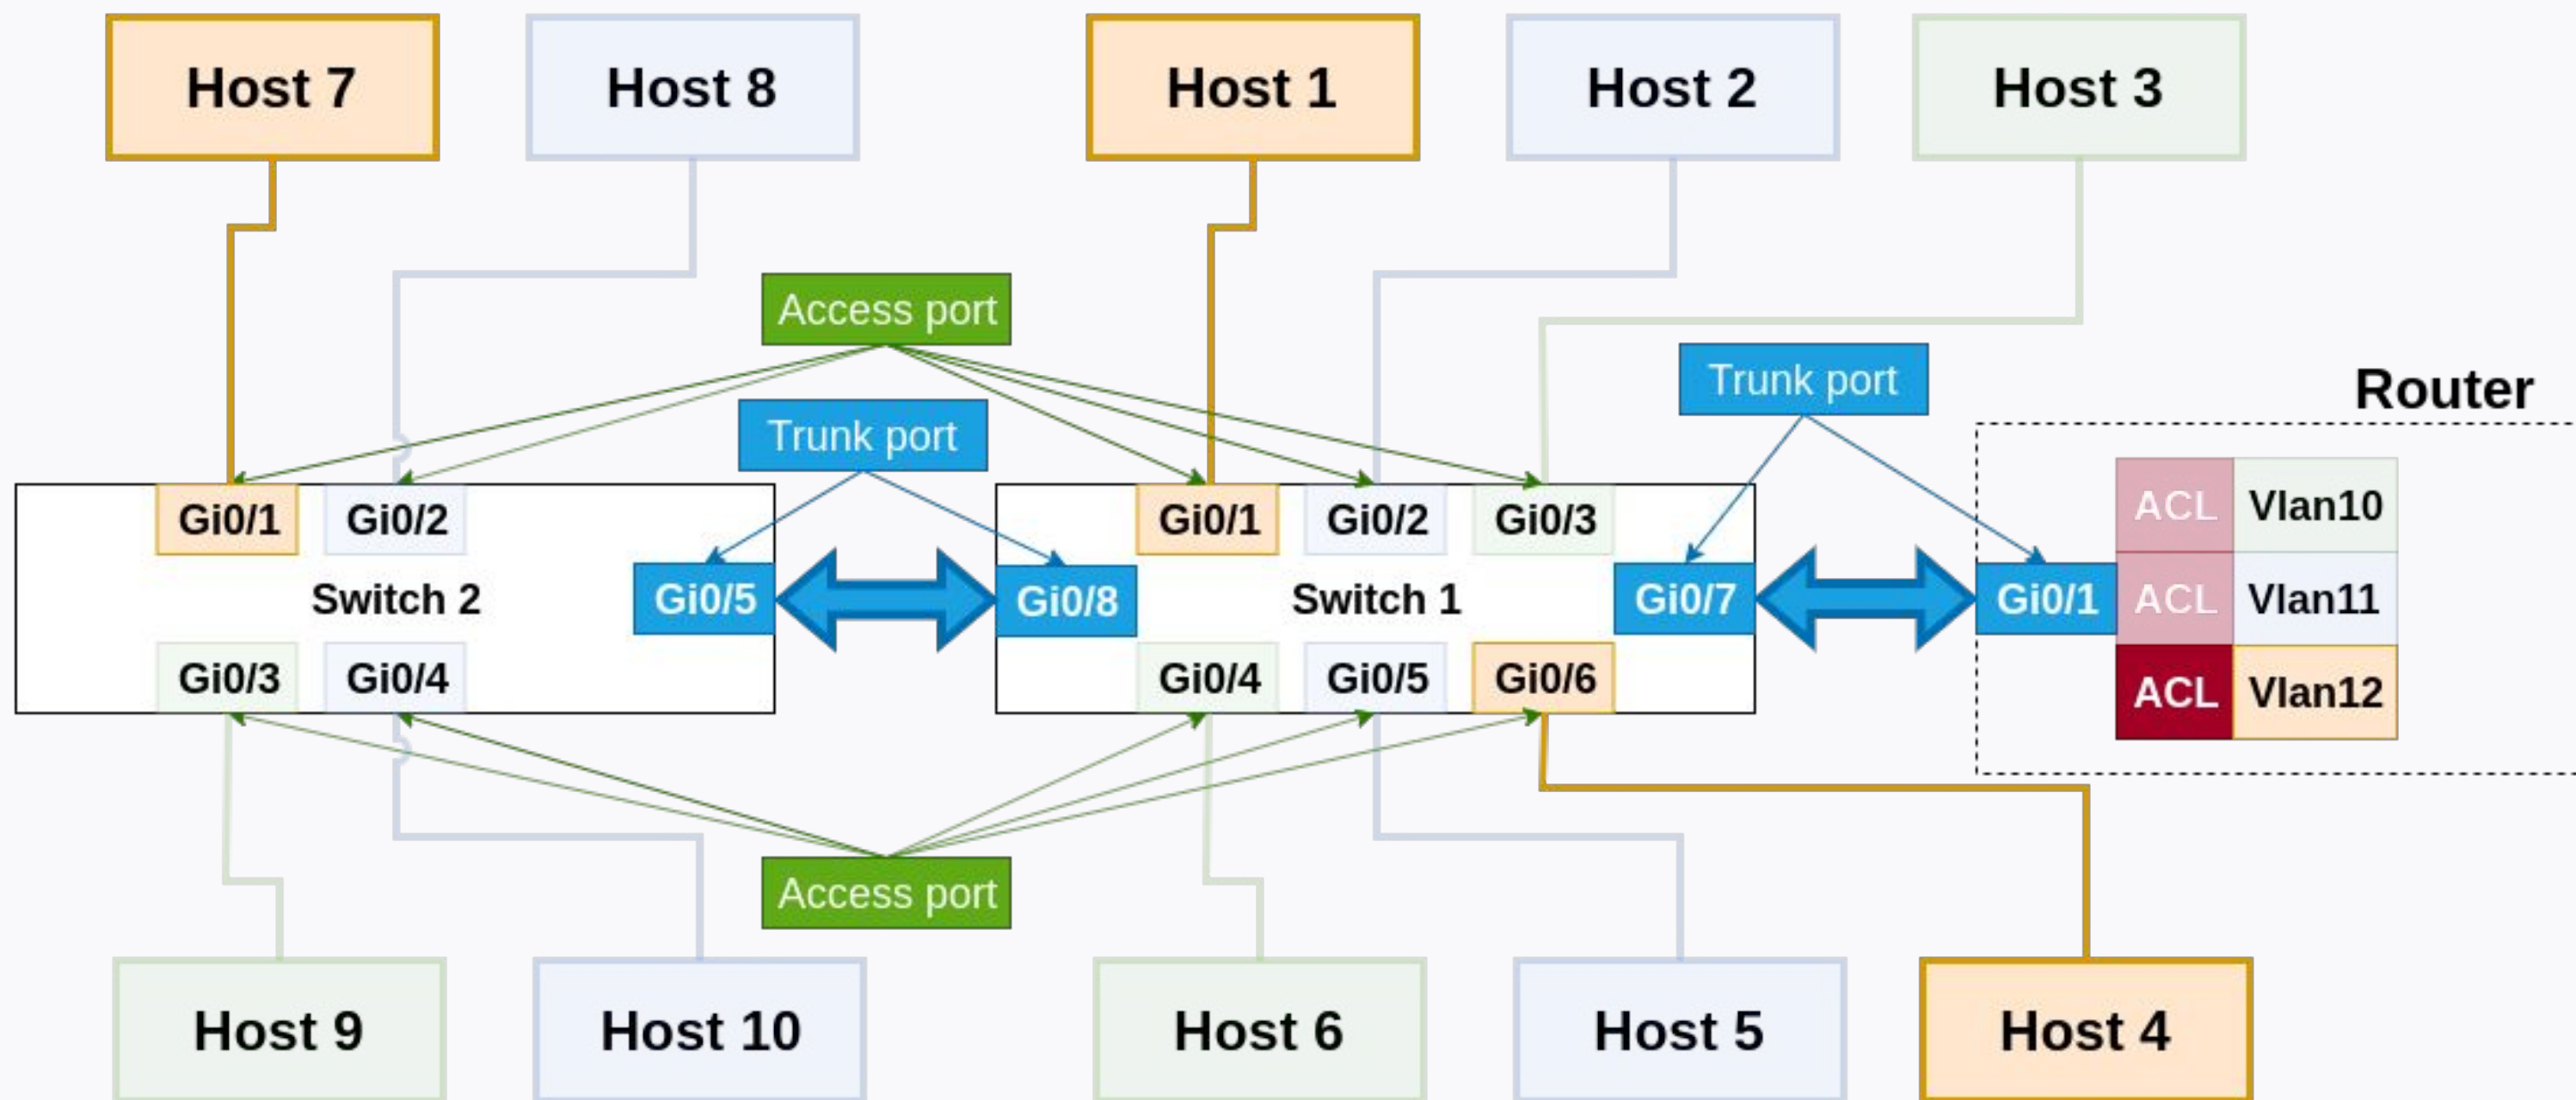 Host 7
Host 8
Host 1
Host 2
Host 3
Access port
Trunk port
Trunk port
Router
Gi0/1
Gi0/2
Switch 2
Gi0/5
Gi0/3
Gi0/4
Gi0/1
Gi0/2
Gi0/3
Gi0/8
Switch 1
Gi0/7
Gi0/4
Gi0/5
Gi0/6
Gi0/1
ACL Vlan10
ACL Vlan11
ACL Vlan12
Access port
Host 9
Host 10
Host 6
Host 5
Host 4